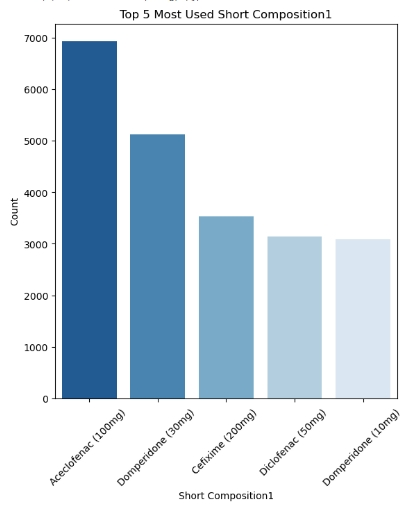 Top 5 Most Used Short Composition1
Count
7000
6000
5000
4000
3000
2000
1000
0
Aceclofenac (100mg)
Domperidone (30mg)
Cefixime (200mg)
Diclofenac (50mg)
Domperidone (10mg)
Short Composition1